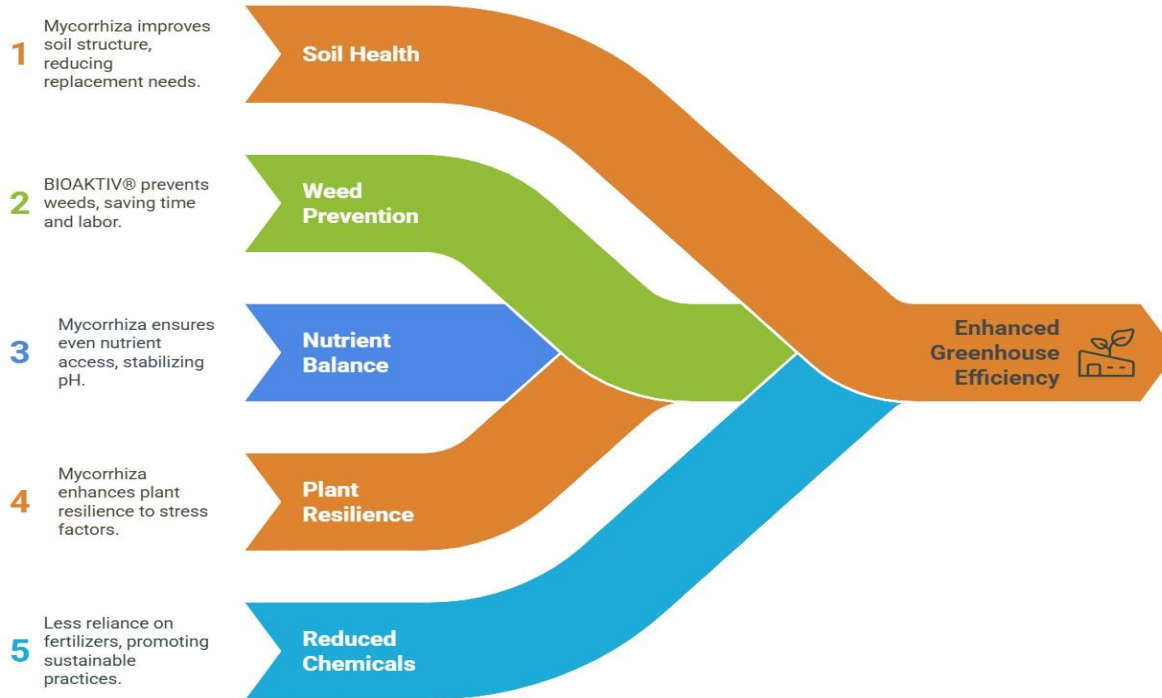 1
Mycorrhiza improves
soil structure,
reducing
replacement needs.
Soil Health
2
BIOAKTIV® prevents
weeds, saving time
and labor.
Weed
Prevention
3
Mycorrhiza ensures
even nutrient
access, stabilizing
pH.
Nutrient
Balance
Enhanced
Greenhouse
Efficiency
4
Mycorrhiza
enhances plant
resilience to stress
factors.
Plant
Resilience
5
Less reliance on
fertilizers, promoting
sustainable
practices.
Reduced
Chemicals